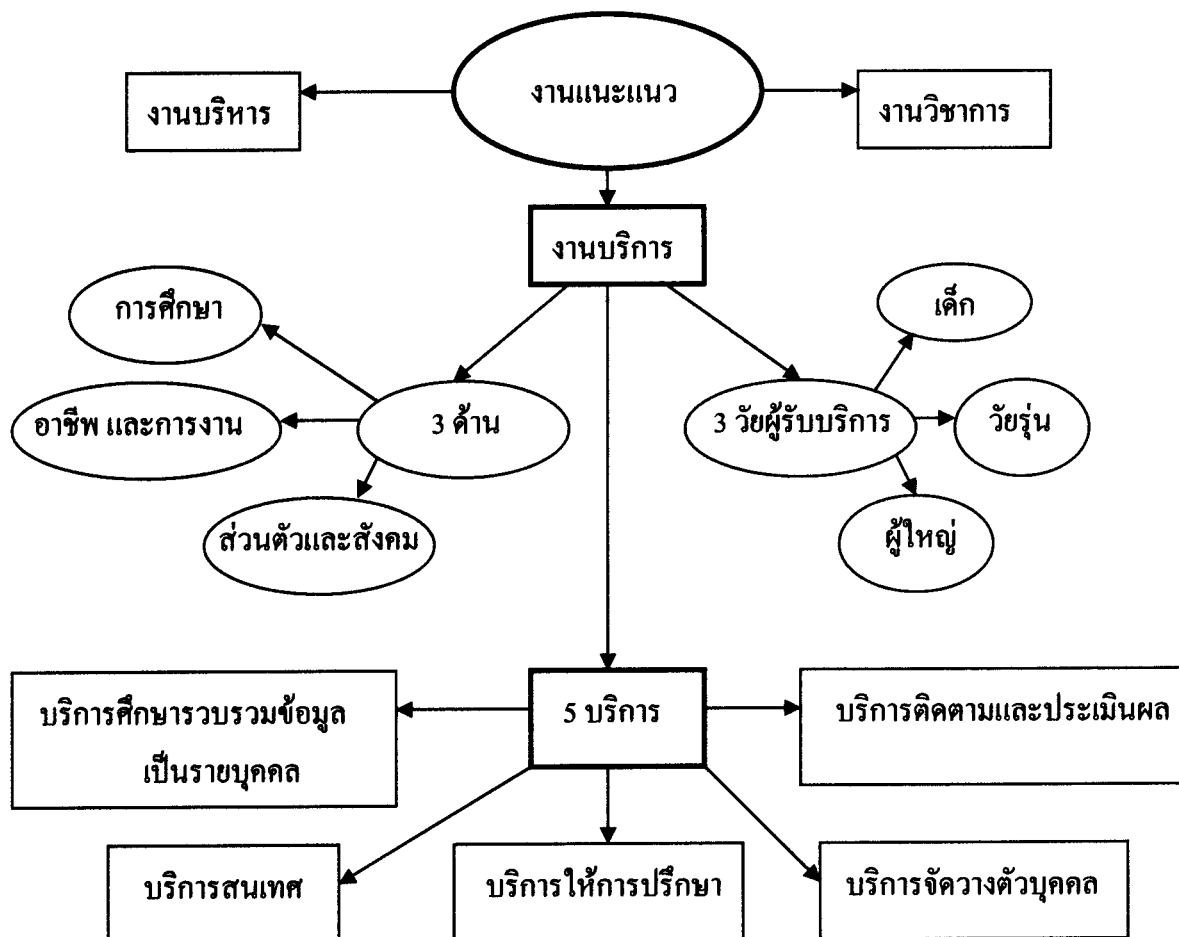 งานแนะแนว
งานบริหาร
งานวิชาการ
งานบริการ
การศึกษา
เด็ก
อาชีพ และการงาน
3 ด้าน
3 วัยผู้รับบริการ
วัยรุ่น
ส่วนตัวและสังคม
ผู้ใหญ่
บริการศึกษารวบรวมข้อมูล
เป็นรายบุคคล
5 บริการ
บริการติดตามและประเมินผล
บริการสนเทศ
บริการให้การปรึกษา
บริการจัดวางตัวบุคคล